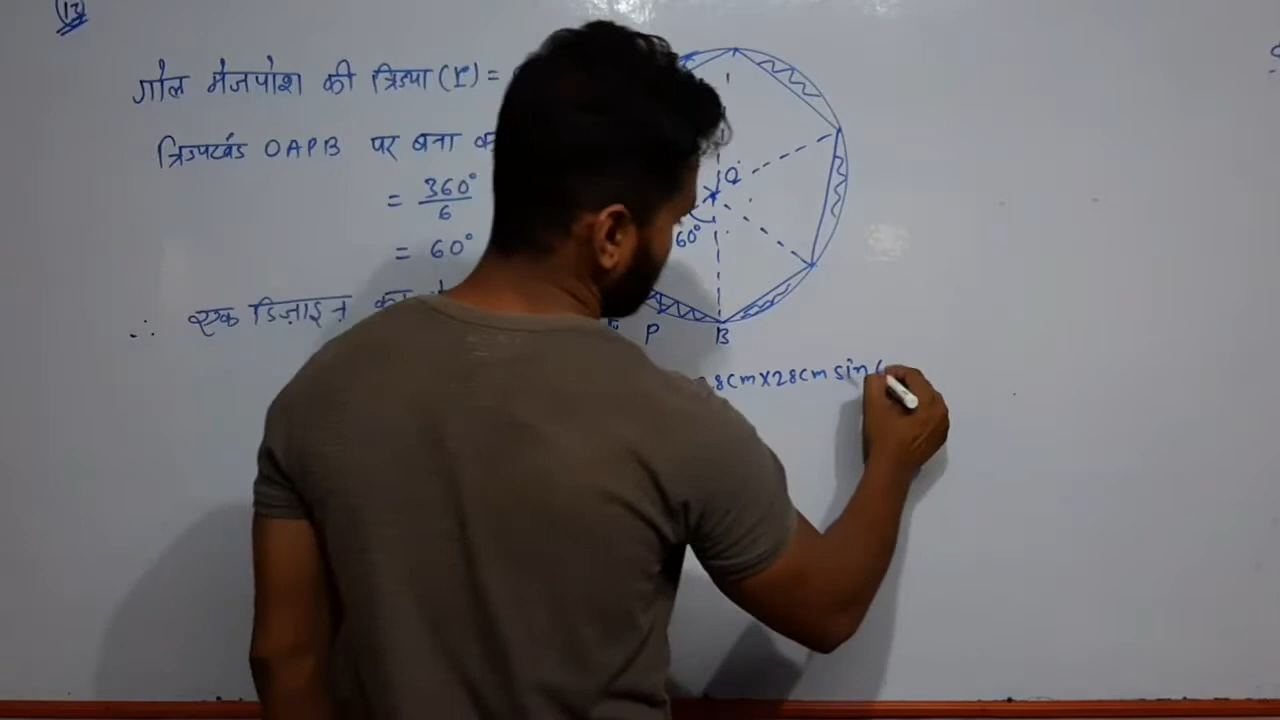 (13)
गोल मेजपोश की त्रिज्या (r) =
त्रिज्यखंड OAPB पर बना
= 360°/6
= 60°
∴ एक डिज़ाइन का
O
60°
P B
8cm x 28cm sin